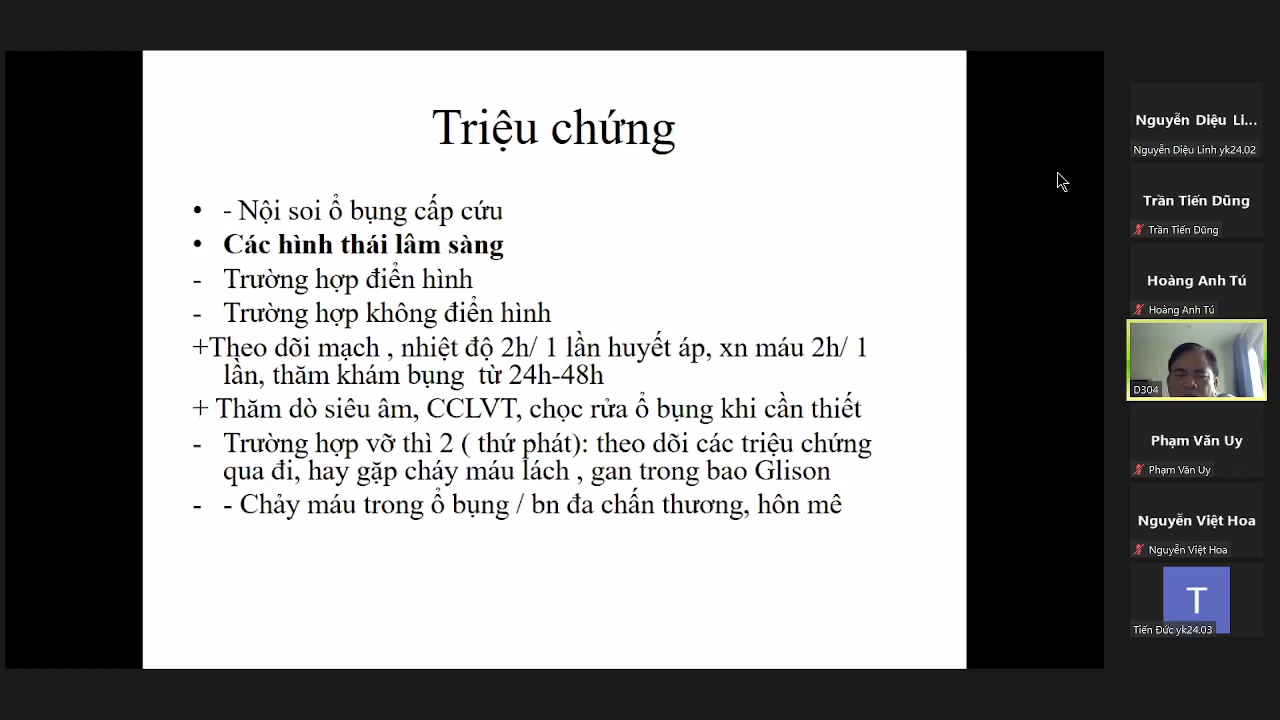 Triệu chứng
• - Nội soi ổ bụng cấp cứu
• Các hình thái lâm sàng
- Trường hợp điển hình
- Trường hợp không điển hình
+Theo dõi mạch , nhiệt độ 2h/ 1 lần huyết áp, xn máu 2h/ 1
lần, thăm khám bụng từ 24h-48h
+ Thăm dò siêu âm, CCLVT, chọc rửa ổ bụng khi cần thiết
- Trường hợp vỡ thì 2 ( thứ phát): theo dõi các triệu chứng
qua đi, hay gặp cháy máu lách , gan trong bao Glison
- - Chảy máu trong ổ bụng / bn đa chấn thương, hôn mê
Nguyễn Diệu Li...
Nguyễn Diệu Linh yk24.02
Trần Tiến Dũng
Trần Tiến Dũng
Hoàng Anh Tú
Hoàng Anh Tú
D304
Phạm Văn Uy
Phạm Văn Uy
Nguyễn Việt Hoa
Nguyễn Việt Hoa
T
Tiến Đức yk24.03